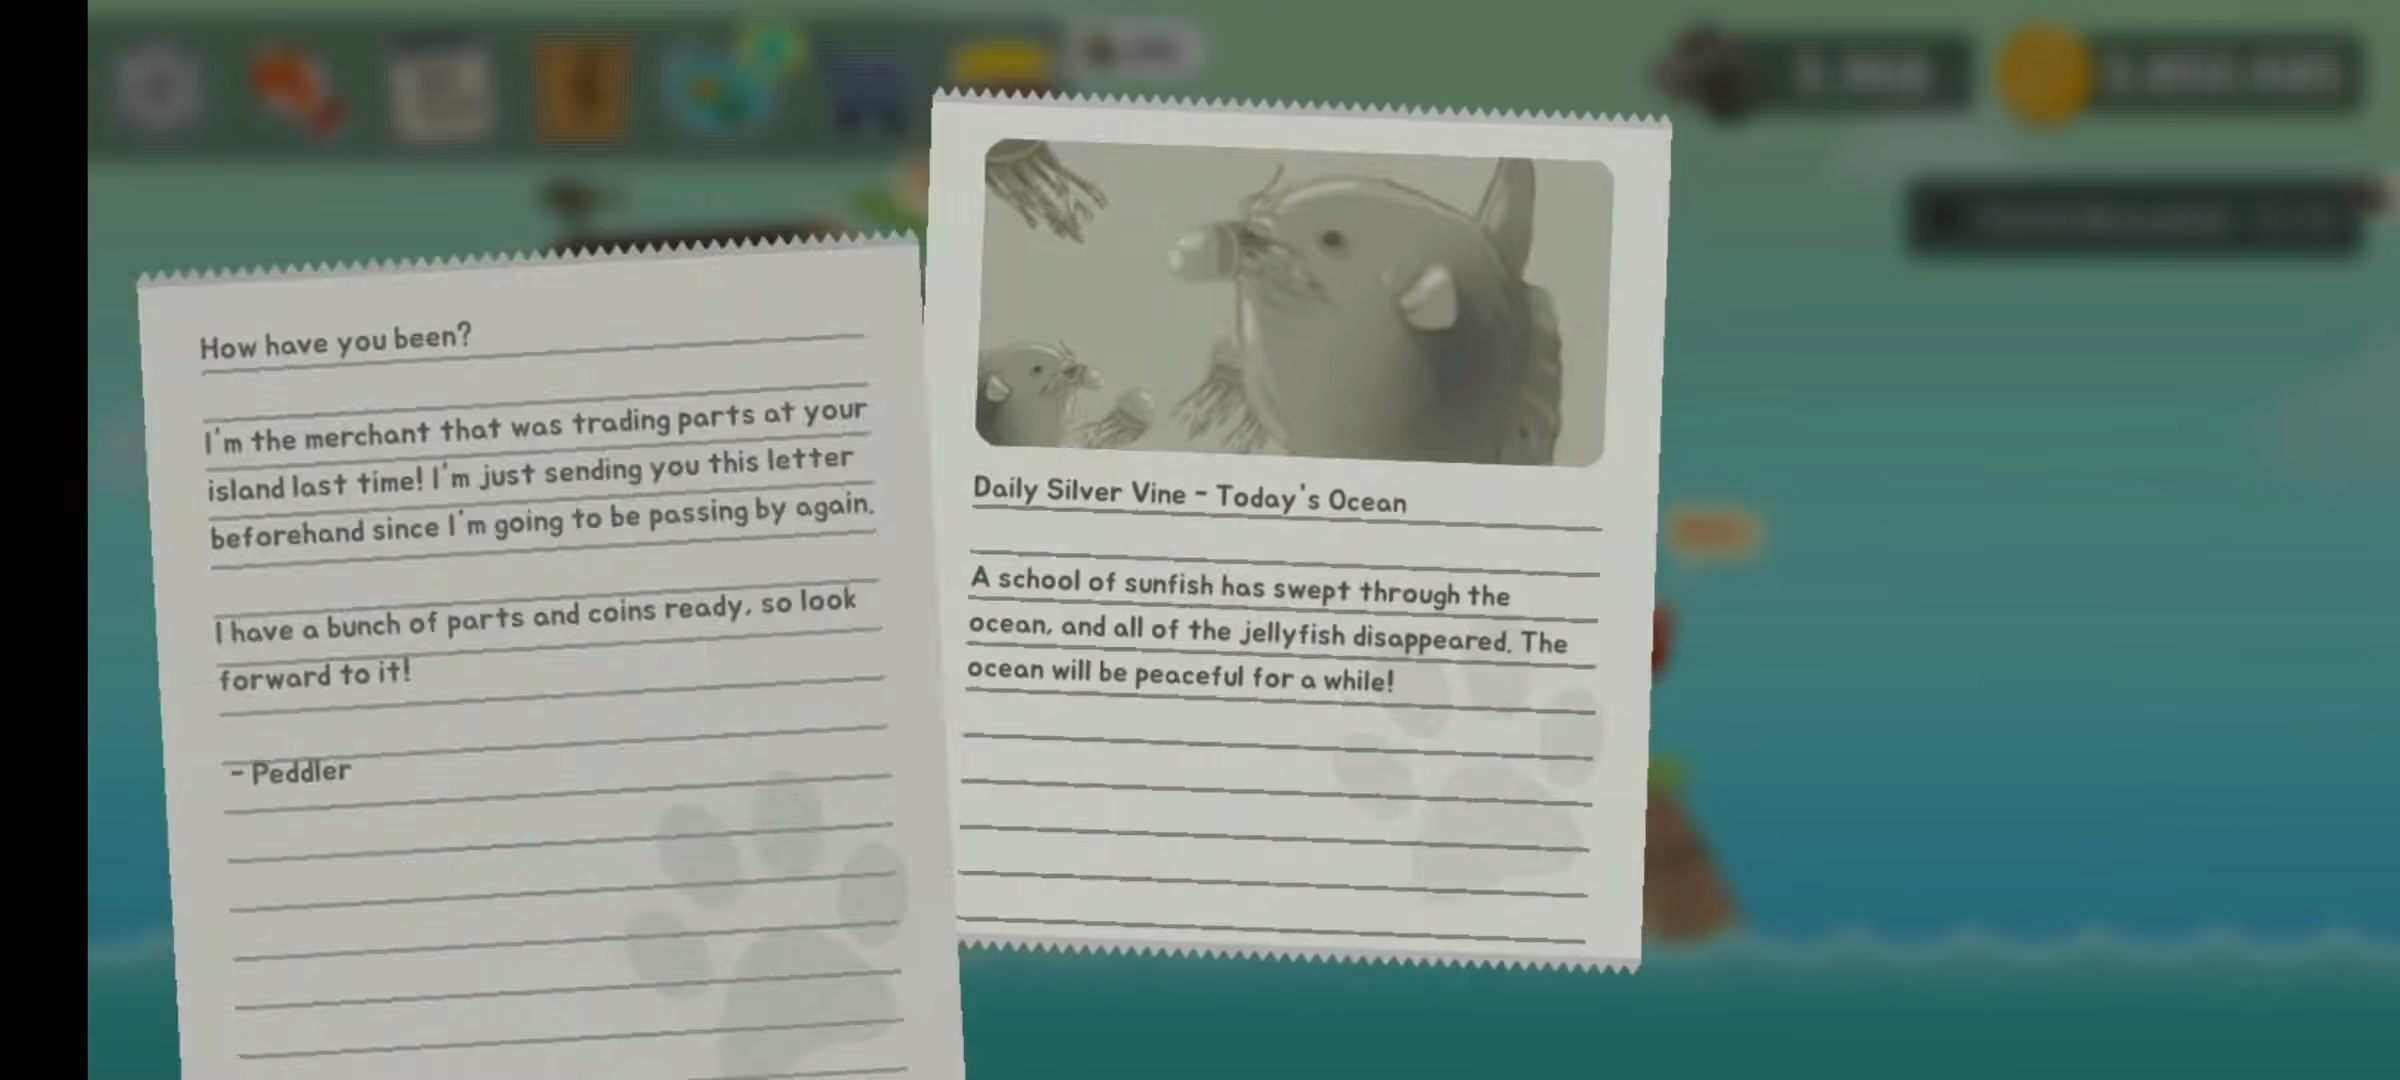 How have you been?
I'm the merchant that was trading parts at your
island last time! I'm just sending you this letter
beforehand since I'm going to be passing by again.
I have a bunch of parts and coins ready, so look
forward to it!
- Peddler
Daily Silver Vine - Today's Ocean
A school of sunfish has swept through the
ocean, and all of the jellyfish disappeared. The
ocean will be peaceful for a while!